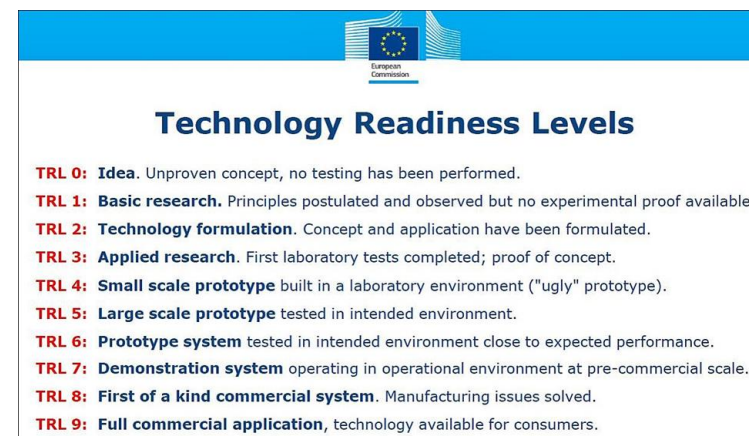 European
Commission
Technology Readiness Levels
TRL 0: Idea. Unproven concept, no testing has been performed.
TRL 1: Basic research. Principles postulated and observed but no experimental proof available
TRL 2: Technology formulation. Concept and application have been formulated.
TRL 3: Applied research. First laboratory tests completed; proof of concept.
TRL 4: Small scale prototype built in a laboratory environment ("ugly" prototype).
TRL 5: Large scale prototype tested in intended environment.
TRL 6: Prototype system tested in intended environment close to expected performance.
TRL 7: Demonstration system operating in operational environment at pre-commercial scale.
TRL 8: First of a kind commercial system. Manufacturing issues solved.
TRL 9: Full commercial application, technology available for consumers.